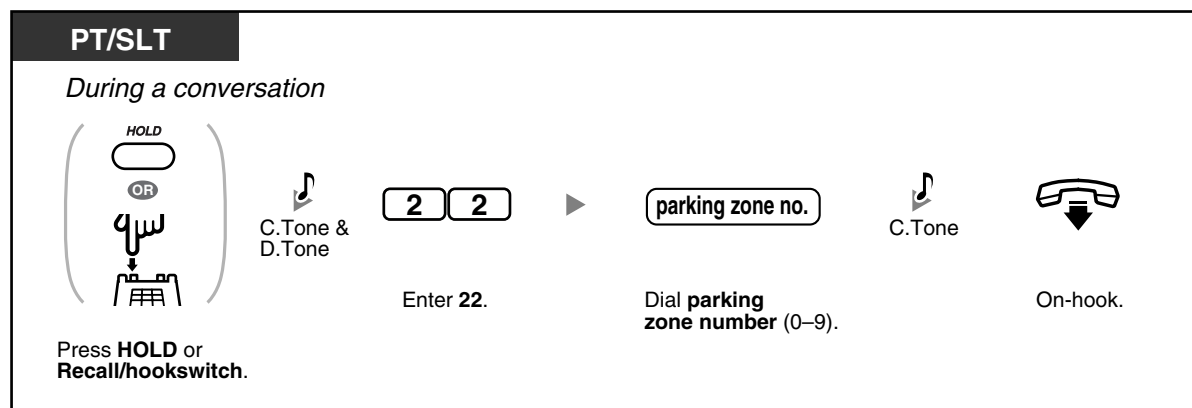 PT/SLT
During a conversation
HOLD
OR
C.Tone &
D.Tone
2 2
parking zone no.
C.Tone
Press HOLD or
Recall/hookswitch.
Enter 22.
Dial parking
zone number (0–9).
On-hook.